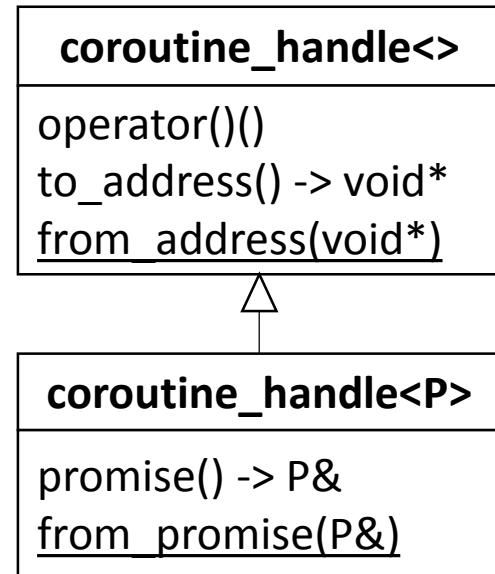 coroutine_handle<>
operator()()
to_address() -> void*
from_address(void*)
coroutine_handle<P>
promise() -> P&
from_promise(P&)